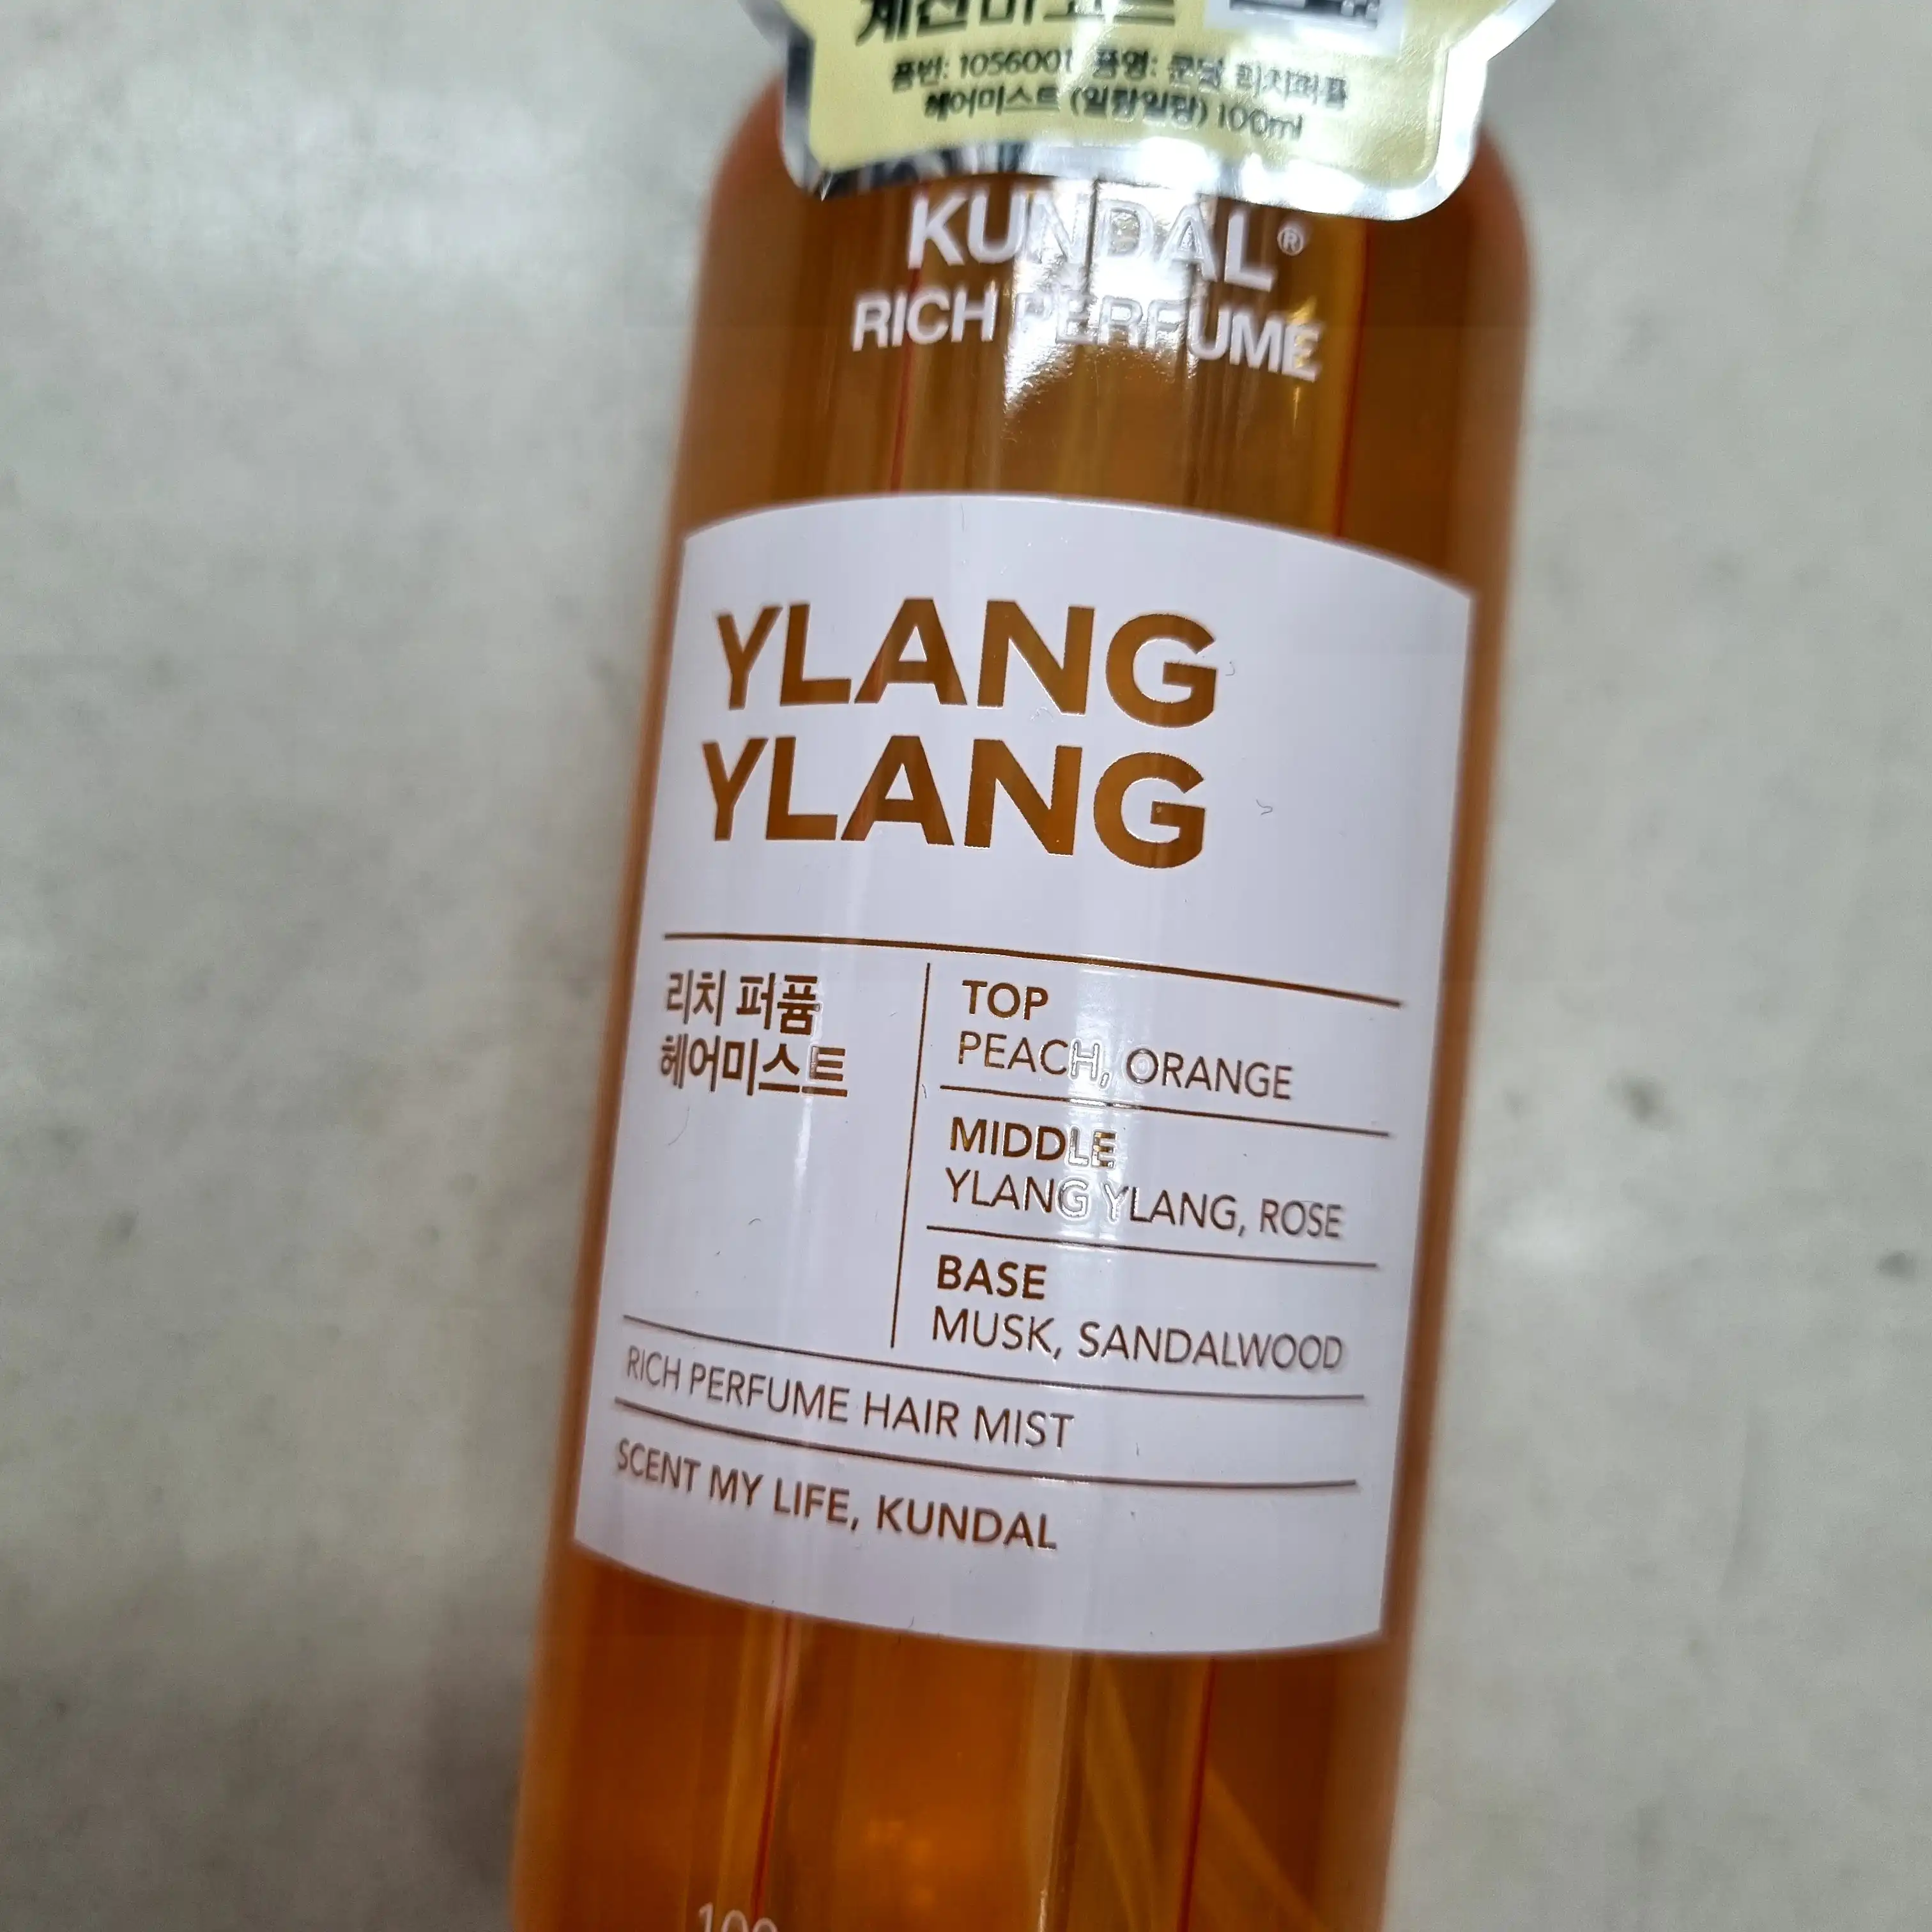 품번: 1056001 품명: 쿤달 리치퍼퓸
헤어미스트 (일랑일랑) 100ml
KUNDAL®
RICH PERFUME
YLANG
YLANG
리치 퍼퓸
헤어미스트
TOP
PEACH, ORANGE
MIDDLE
YLANG YLANG, ROSE
BASE
MUSK, SANDALWOOD
RICH PERFUME HAIR MIST
SCENT MY LIFE, KUNDAL